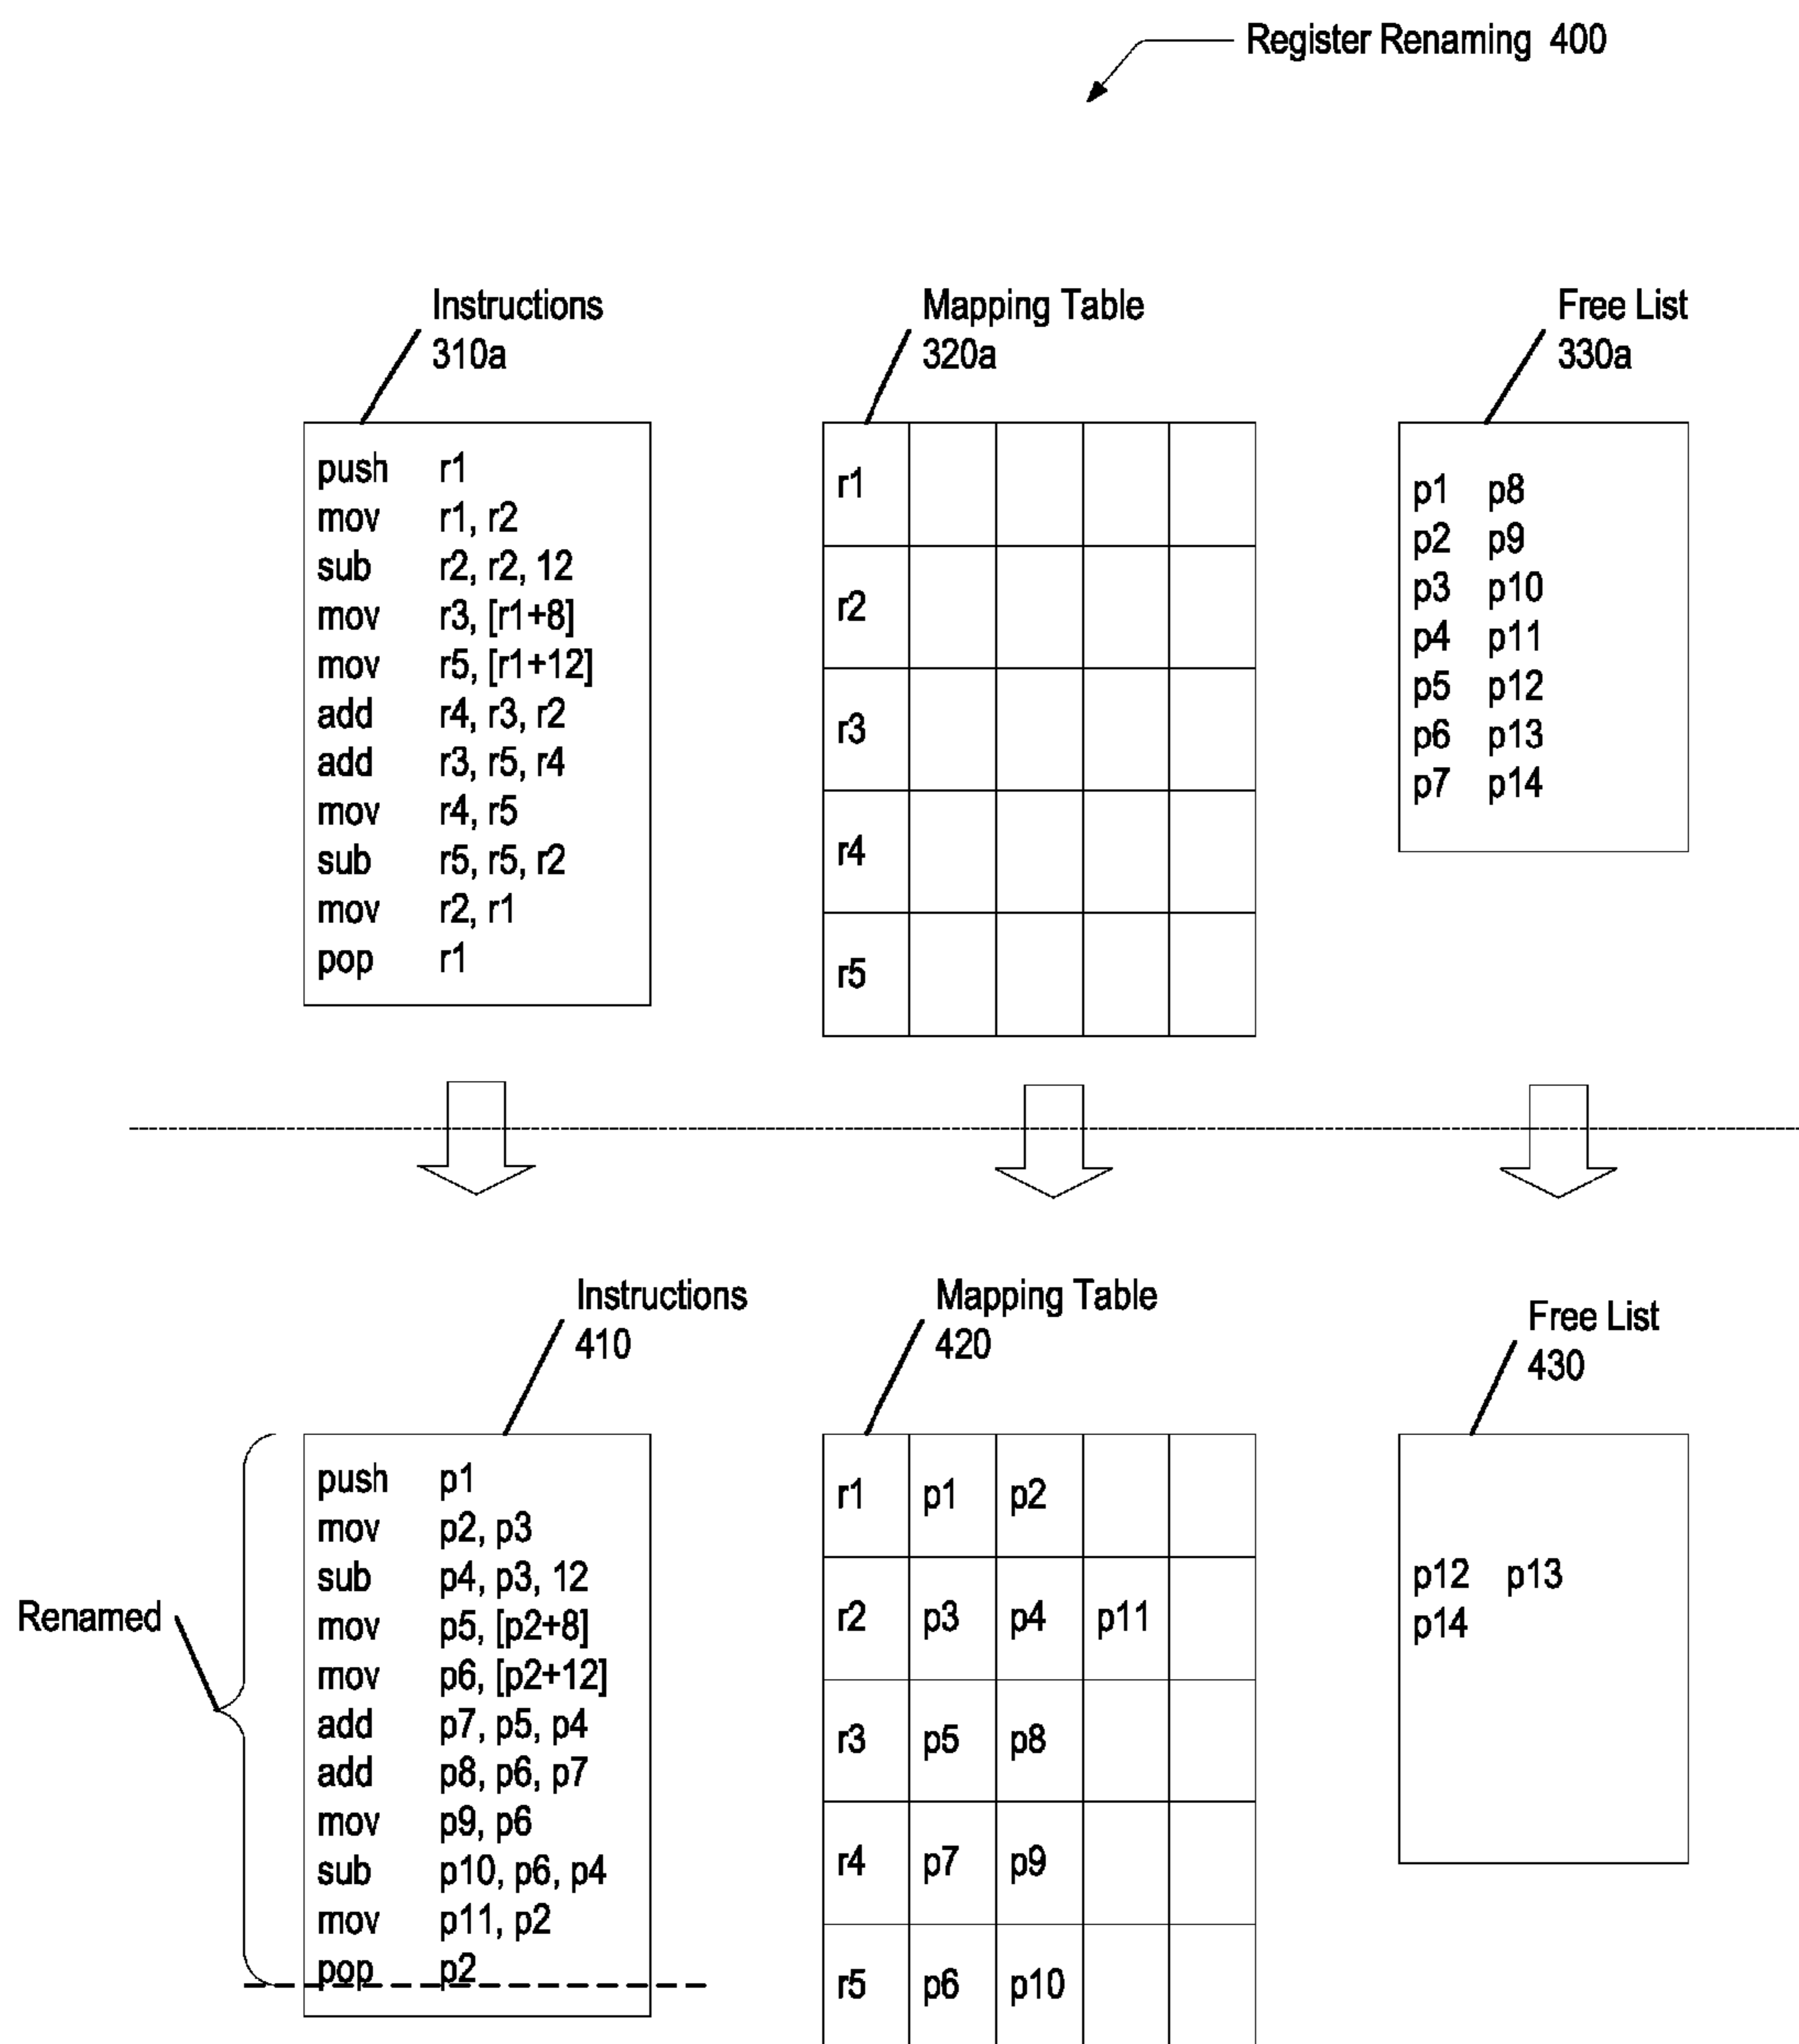 Register Renaming 400
Instructions
310a
Mapping Table
320a
Free List
330a
push r1
mov r1, r2
sub r2, r2, 12
mov r3, [r1+8]
mov r5, [r1+12]
add r4, r3, r2
add r3, r5, r4
mov r4, r5
sub r5, r5, r2
mov r2, r1
pop r1
r1
r2
r3
r4
r5
p1 p8
p2 p9
p3 p10
p4 p11
p5 p12
p6 p13
p7 p14
Instructions
410
Mapping Table
420
Free List
430
Renamed
push p1
mov p2, p3
sub p4, p3, 12
mov p5, [p2+8]
mov p6, [p2+12]
add p7, p5, p4
add p8, p6, p7
mov p9, p6
sub p10, p6, p4
mov p11, p2
pop p2
r1 p1 p2
r2 p3 p4 p11
r3 p5 p8
r4 p7 p9
r5 p6 p10
p12 p13
p14